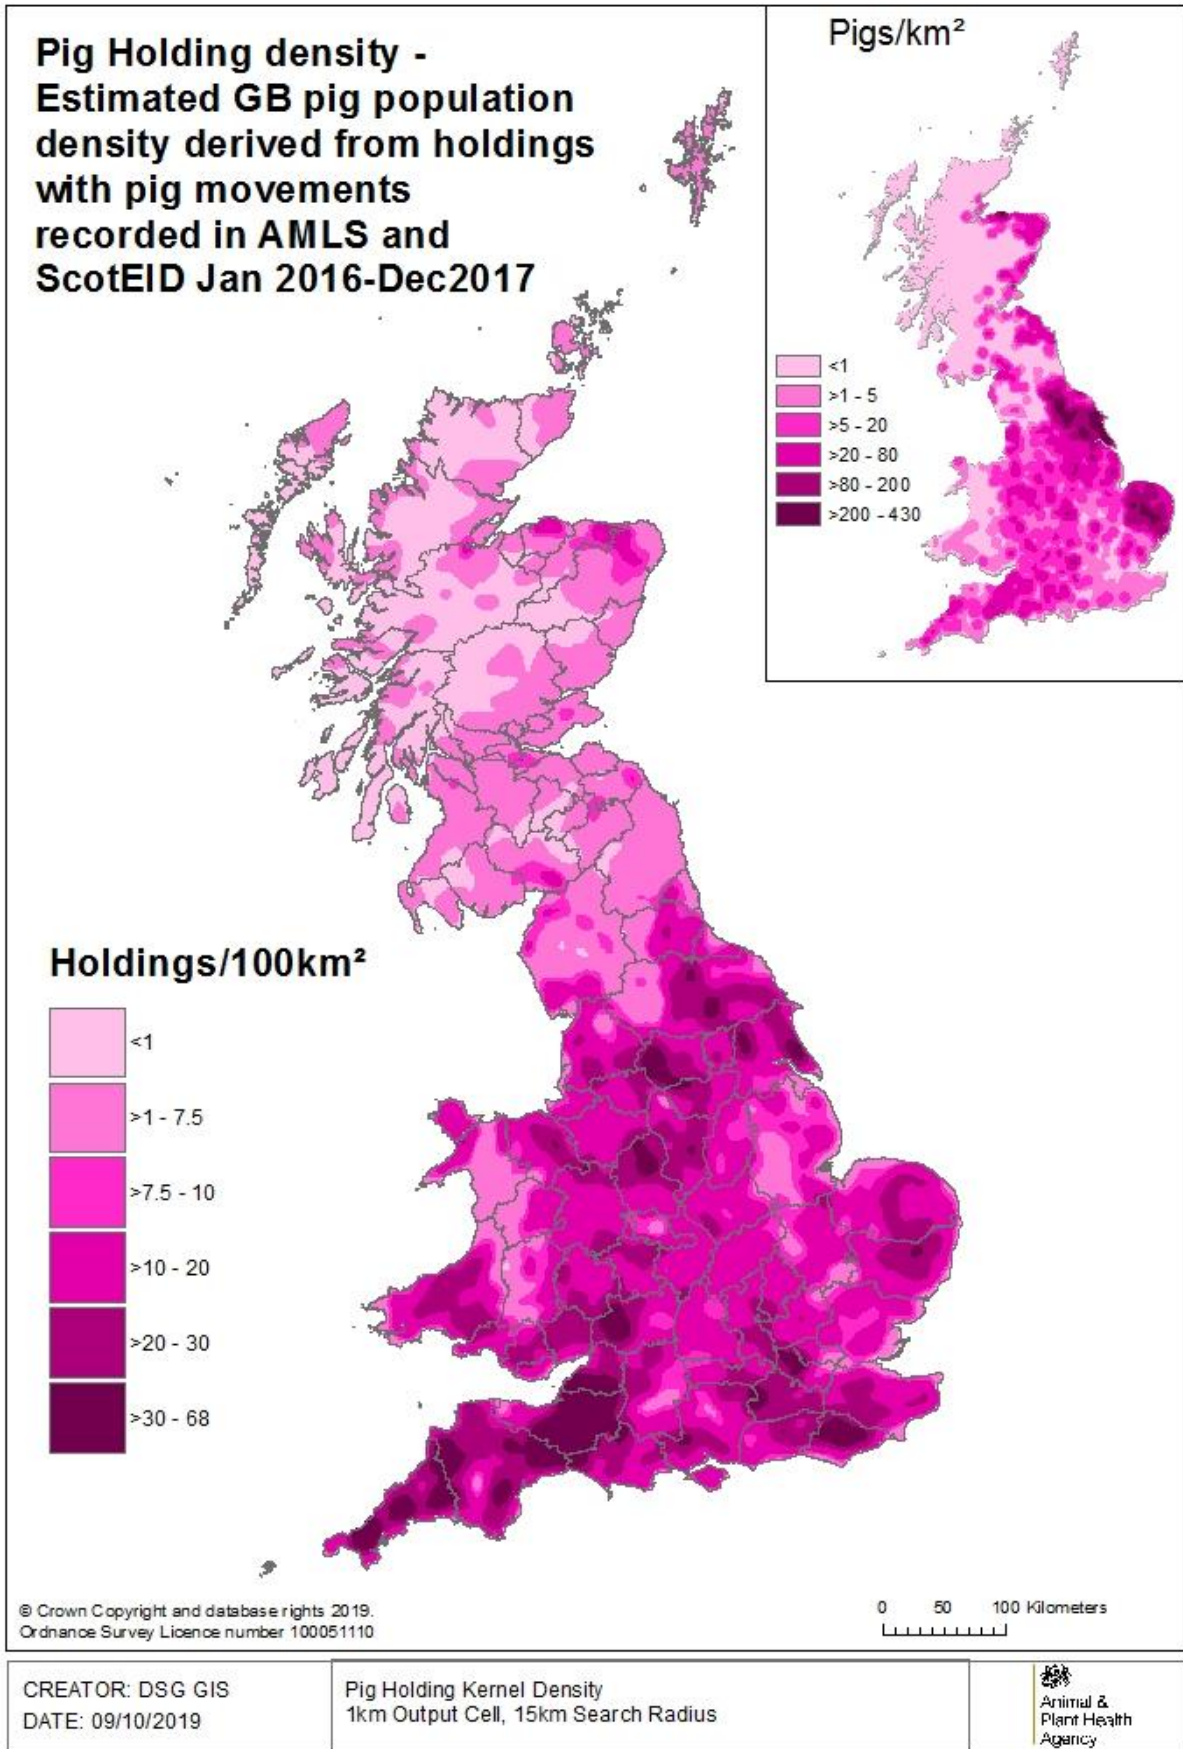 Pig Holding density -
Estimated GB pig population
density derived from holdings
with pig movements
recorded in AMLS and
ScotEID Jan 2016-Dec2017
Pigs/km²
<1
>1 - 5
>5 - 20
>20 - 80
>80 - 200
>200 - 430
Holdings/100km²
<1
>1 - 7.5
>7.5 - 10
>10 - 20
>20 - 30
>30 - 68
© Crown Copyright and database rights 2019.
Ordnance Survey Licence number 100051110
0 50 100 Kilometers
CREATOR: DSG GIS
DATE: 09/10/2019
Pig Holding Kernel Density
1km Output Cell, 15km Search Radius
Animal &
Plant Health
Agency